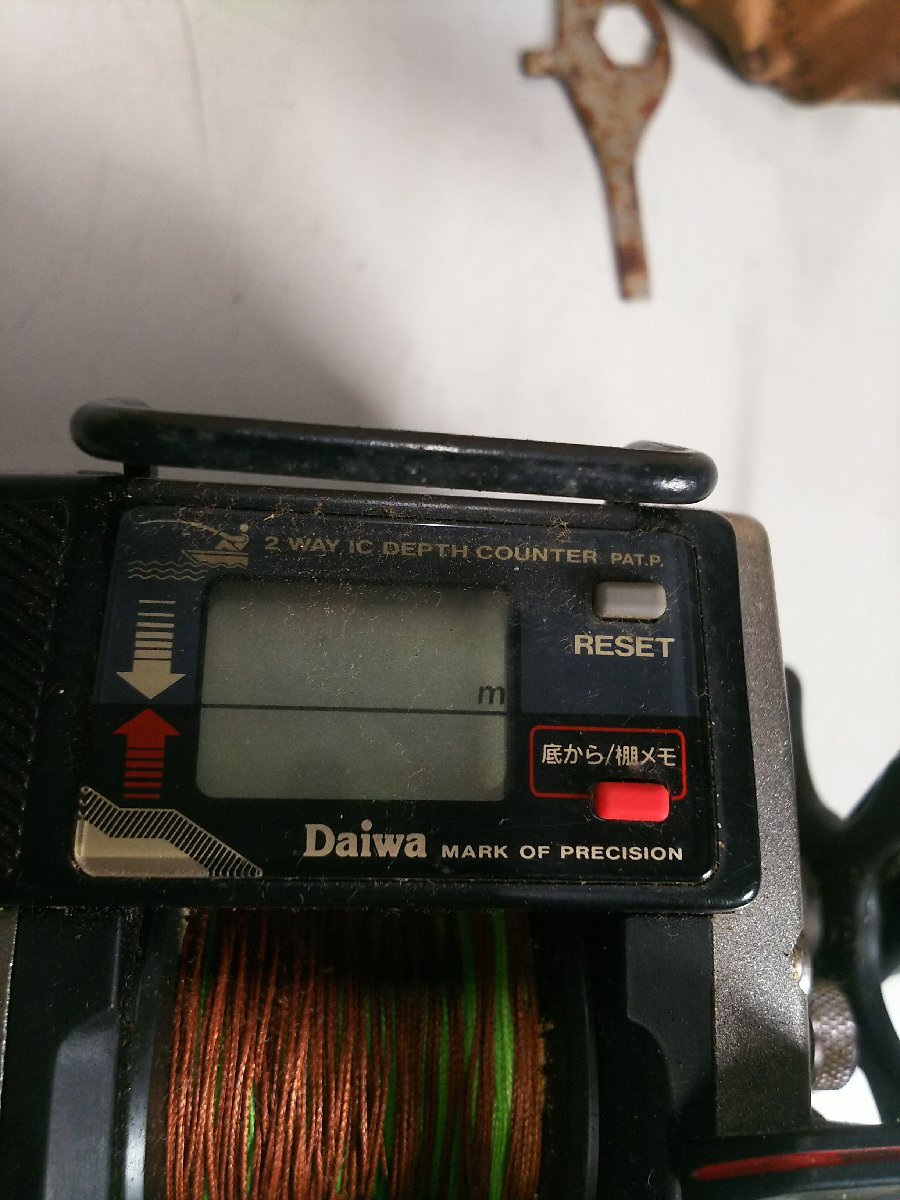 2 WAY IC DEPTH COUNTER PAT.P.
RESET
m
底から/棚メモ
Daiwa MARK OF PRECISION